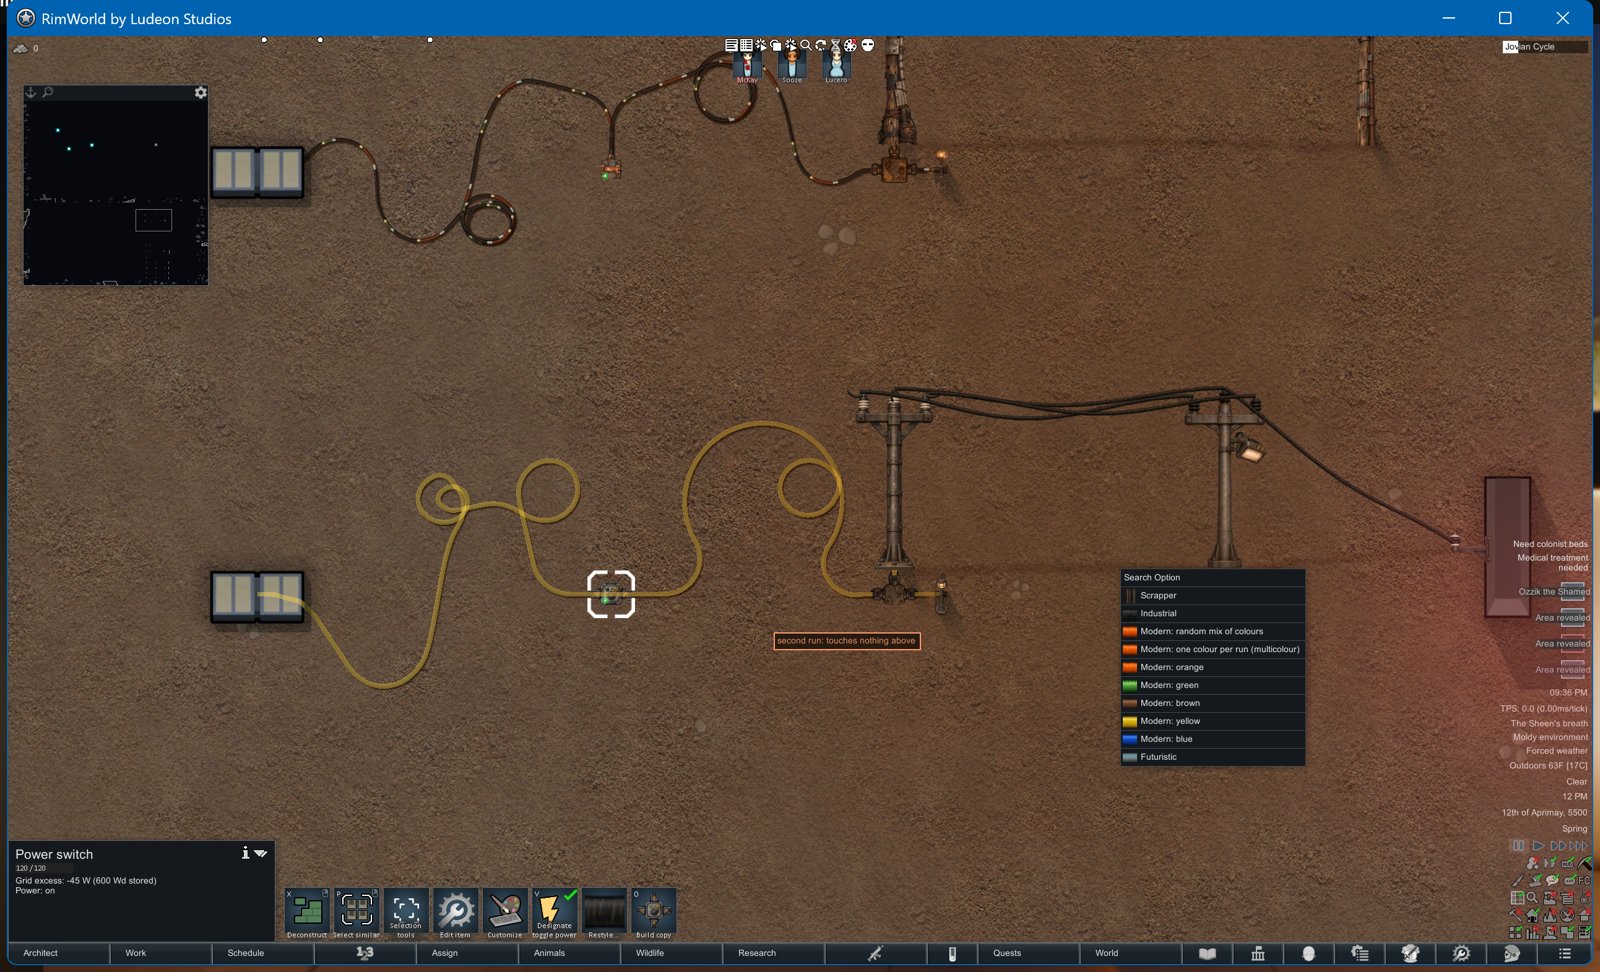 RimWorld by Ludeon Studios
0
McKay
Sooze
Lucero
Jovian Cycle
second run: touches nothing above
Search Option
Scrapper
Industrial
Modern: random mix of colours
Modern: one colour per run (multicolour)
Modern: orange
Modern: green
Modern: brown
Modern: yellow
Modern: blue
Futuristic
Need colonist beds
Medical treatment
needed
Ozzik the Shamed
Area revealed
Area revealed
Area revealed
09:36 PM
TPS: 0.0 (0.00ms/tick)
The Sheen's breath
Moldy environment
Forced weather
Outdoors 63F [17C]
Clear
12 PM
12th of Aprimay, 5500
Spring
Power switch
120 / 120
Grid excess: -45 W (600 Wd stored)
Power: on
X
Deconstruct
P
Select similar
Selection
tools
Edit item
Customize
V
Designate
toggle power
Restyle...
O
Build copy
FC
Architect
Work
Schedule
1-3
Assign
Animals
Wildlife
Research
Quests
World